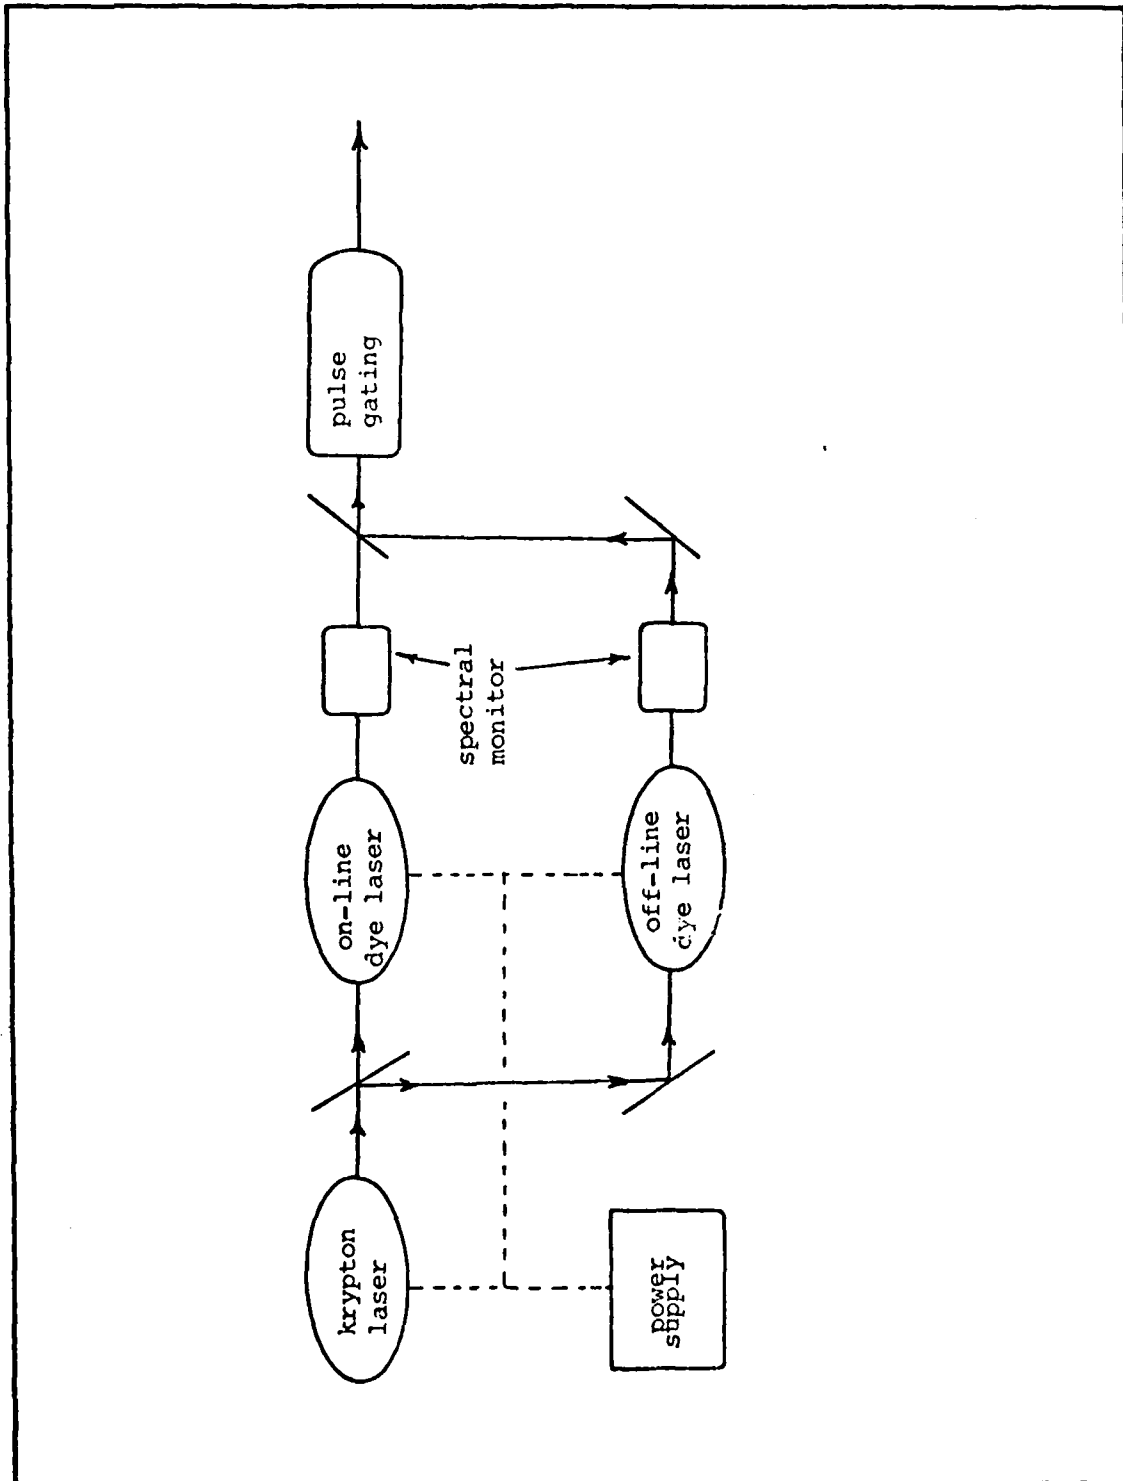 krypton
laser
on-line
dye laser
pulse
gating
spectral
monitor
off-line
dye laser
power
supply